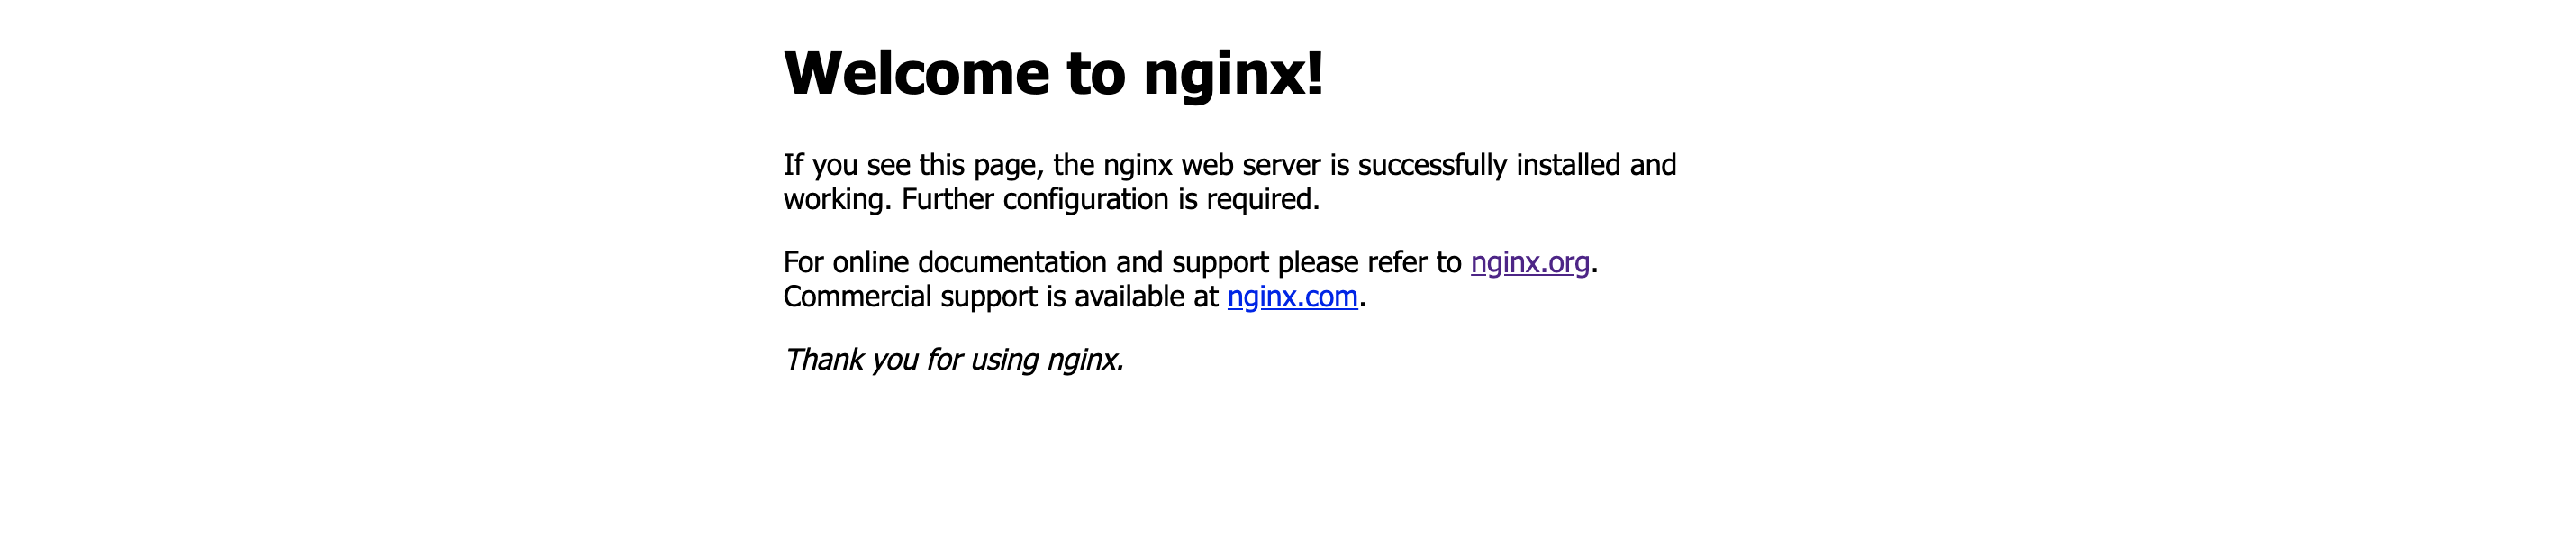 Welcome to nginx!
If you see this page, the nginx web server is successfully installed and
working. Further configuration is required.
For online documentation and support please refer to nginx.org.
Commercial support is available at nginx.com.
Thank you for using nginx.